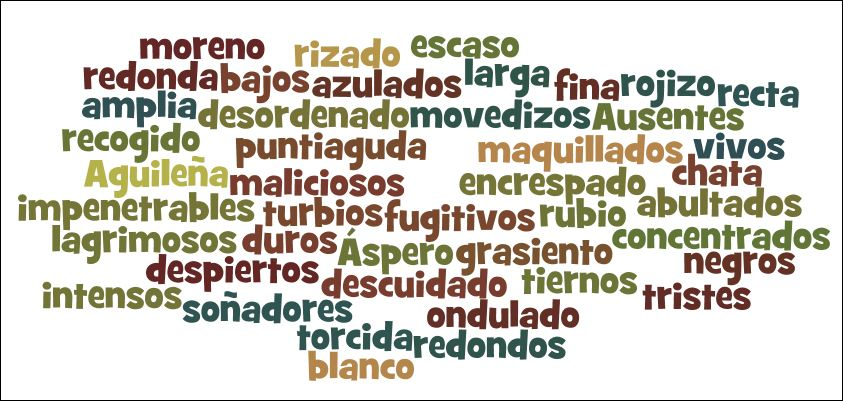 moreno rizado escaso
redonda bajos azulados larga fina rojizo recta
amplia desordenado movedizos Ausentes
recogido puntiaguda maquillados vivos
Aguileña maliciosos encrespado chata
impenetrables turbios fugitivos rubio abultados
lagrimosos duros Áspero grasiento concentrados
despiertos descuidado tiernos negros
intensos soñadores ondulado tristes
torcida redondos
blanco